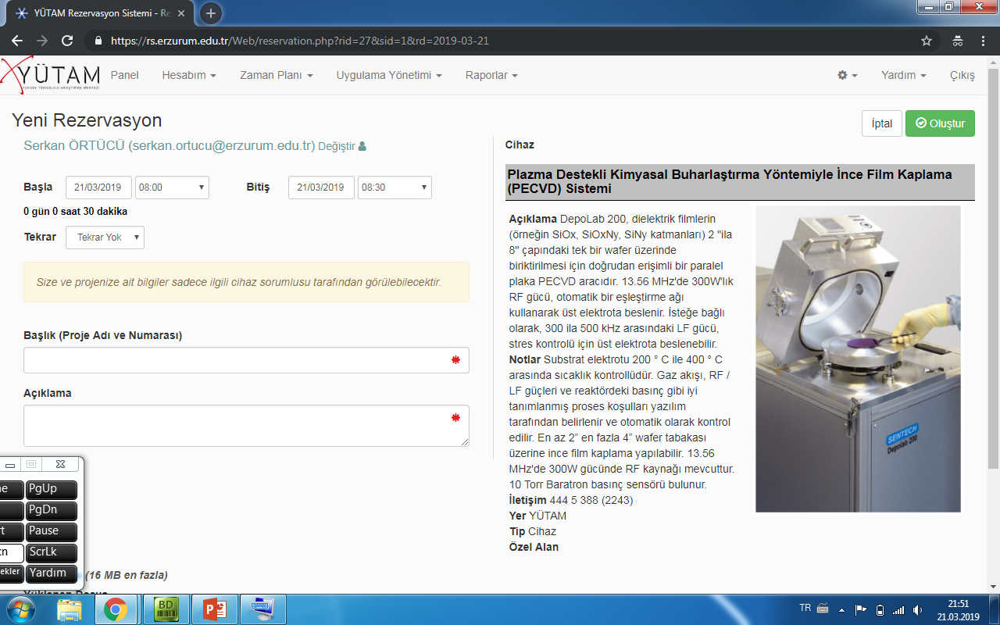 YÜTAM Rezervasyon Sistemi - Re
https://rs.erzurum.edu.tr/Web/reservation.php?rid=27&sid=1&rd=2019-03-21
YÜTAM
YÜKSEK TEKNOLOJİ ARAŞTIRMA MERKEZİ
Panel Hesabım Zaman Planı Uygulama Yönetimi Raporlar Yardım Çıkış
Yeni Rezervasyon
İptal Oluştur
Serkan ÖRTÜCÜ (serkan.ortucu@erzurum.edu.tr) Değiştir
Başla 21/03/2019 08:00 Bitiş 21/03/2019 08:30
0 gün 0 saat 30 dakika
Tekrar Tekrar Yok
Size ve projenize ait bilgiler sadece ilgili cihaz sorumlusu tarafından görülebilecektir.
Başlık (Proje Adı ve Numarası)
Açıklama
Cihaz
Plazma Destekli Kimyasal Buharlaştırma Yöntemiyle İnce Film Kaplama
(PECVD) Sistemi
Açıklama DepoLab 200, dielektrik filmlerin
(örneğin SiOx, SiOxNy, SiNy katmanları) 2 "ila
8" çapındaki tek bir wafer üzerinde
biriktirilmesi için doğrudan erişimli bir paralel
plaka PECVD aracıdır. 13.56 MHz'de 300W'lık
RF gücü, otomatik bir eşleştirme ağı
kullanarak üst elektrota beslenir. İsteğe bağlı
olarak, 300 ila 500 kHz arasındaki LF gücü,
stres kontrolü için üst elektrota beslenebilir.
Notlar Substrat elektrotu 200 ° C ile 400 ° C
arasında sıcaklık kontrollüdür. Gaz akışı, RF /
LF güçleri ve reaktördeki basınç gibi iyi
tanımlanmış proses koşulları yazılım
tarafından belirlenir ve otomatik olarak kontrol
edilir. En az 2” en fazla 4” wafer tabakası
üzerine ince film kaplama yapılabilir. 13.56
MHz'de 300W gücünde RF kaynağı mevcuttur.
10 Torr Baratron basınç sensörü bulunur.
İletişim 444 5 388 (2243)
Yer YÜTAM
Tip Cihaz
Özel Alan
SENTECH
Depolab 200
PgUp
PgDn
Pause
ScrLk
Yardım
(16 MB en fazla)
BD
TR
21:51
21.03.2019